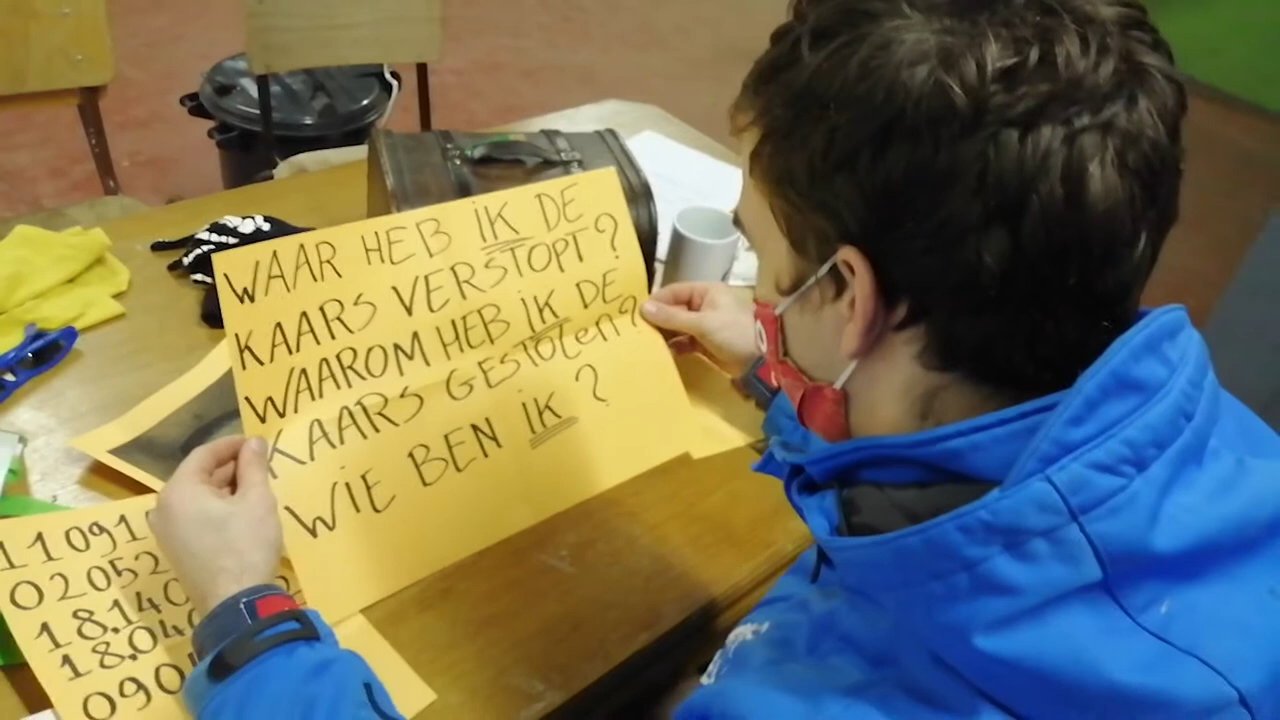 WAAR HEB IK DE
KAARS VERSTOPT?
WAAROM HEB IK DE
KAARS GESTOLEN?
WIE BEN IK?
11091
02052
18.140
18.040
090